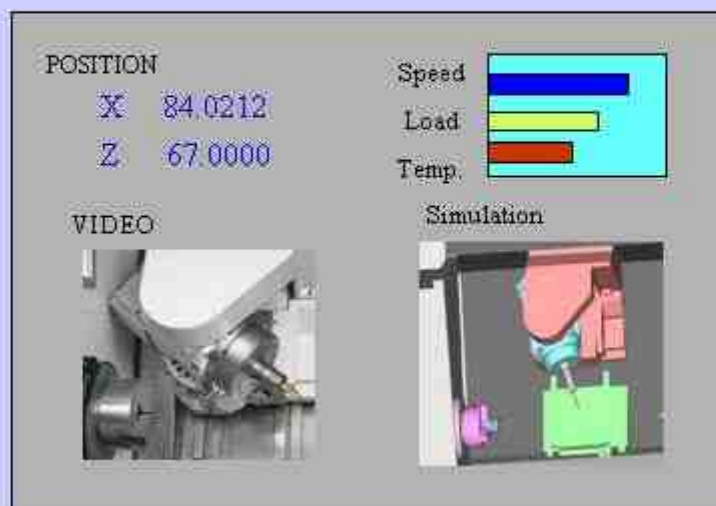 POSITION
X 84.0212
Z 67.0000
Speed
Load
Temp.
VIDEO
Simulation